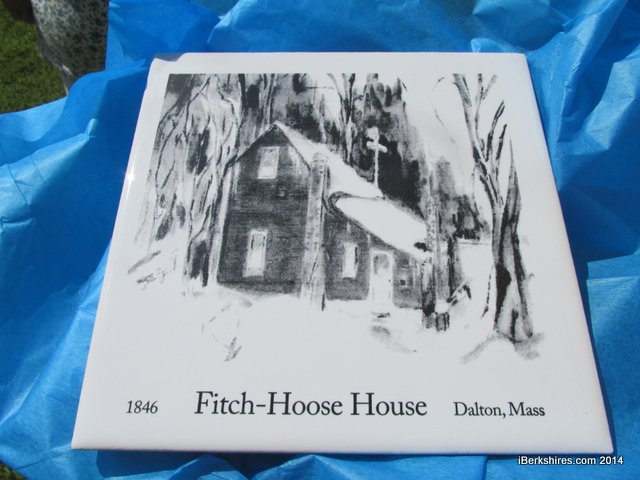 1846 Fitch-Hoose House Dalton, Mass
iBerkshires.com 2014